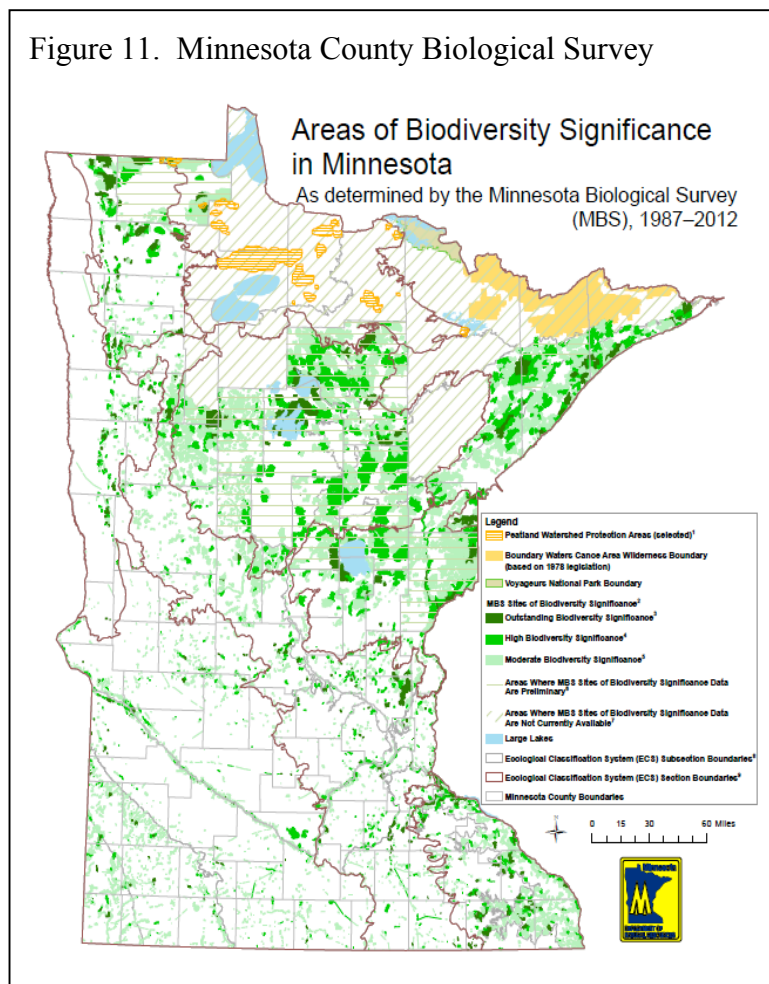 Figure 11.  Minnesota County Biological Survey
Areas of Biodiversity Significance
in Minnesota
As determined by the Minnesota Biological Survey
(MBS), 1987–2012
Legend
Peatland Watershed Protection Areas (selected)¹
Boundary Waters Canoe Area Wilderness Boundary
(based on 1978 legislation)
Voyageurs National Park Boundary
MBS Sites of Biodiversity Significance²
Outstanding Biodiversity Significance³
High Biodiversity Significance⁴
Moderate Biodiversity Significance⁵
Areas Where MBS Sites of Biodiversity Significance Data
Are Preliminary⁶
Areas Where MBS Sites of Biodiversity Significance Data
Are Not Currently Available⁷
Large Lakes
Ecological Classification System (ECS) Subsection Boundaries⁸
Ecological Classification System (ECS) Section Boundaries⁹
Minnesota County Boundaries
0 15 30 60 Miles
Minnesota
DEPARTMENT OF
NATURAL RESOURCES